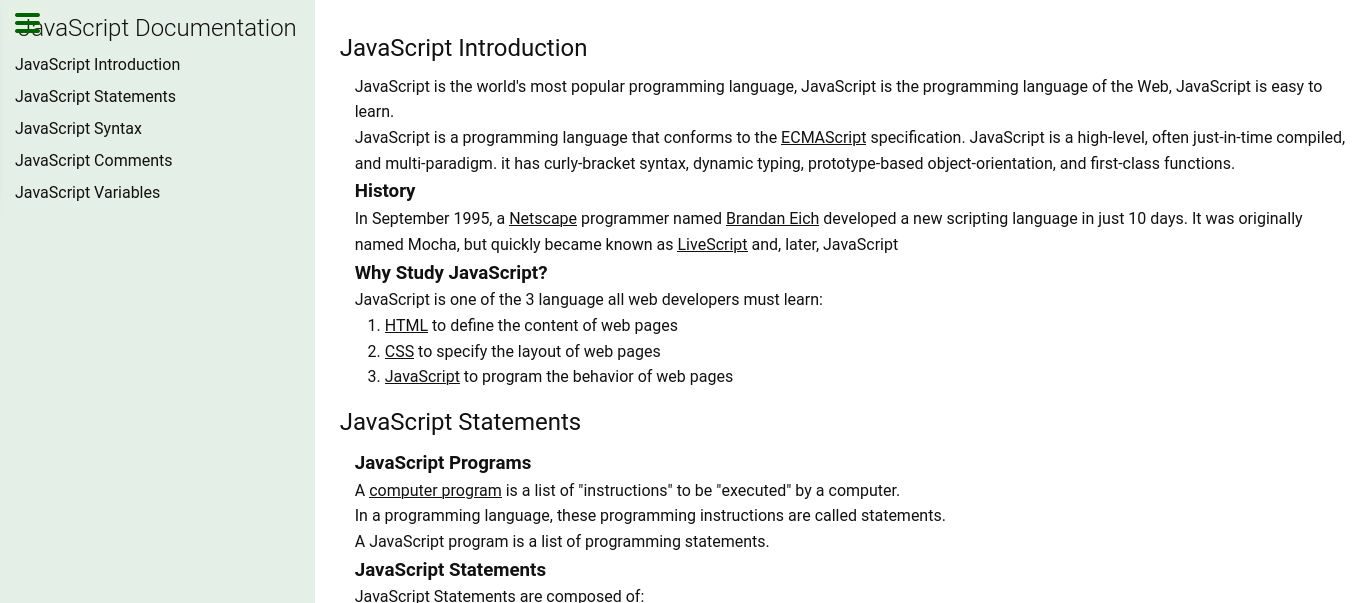 JavaScript Documentation
JavaScript Introduction
JavaScript Statements
JavaScript Syntax
JavaScript Comments
JavaScript Variables
JavaScript Introduction
JavaScript is the world's most popular programming language, JavaScript is the programming language of the Web, JavaScript is easy to
learn.
JavaScript is a programming language that conforms to the ECMAScript specification. JavaScript is a high-level, often just-in-time compiled,
and multi-paradigm. it has curly-bracket syntax, dynamic typing, prototype-based object-orientation, and first-class functions.
History
In September 1995, a Netscape programmer named Brandan Eich developed a new scripting language in just 10 days. It was originally
named Mocha, but quickly became known as LiveScript and, later, JavaScript
Why Study JavaScript?
JavaScript is one of the 3 language all web developers must learn:
1. HTML to define the content of web pages
2. CSS to specify the layout of web pages
3. JavaScript to program the behavior of web pages
JavaScript Statements
JavaScript Programs
A computer program is a list of "instructions" to be "executed" by a computer.
In a programming language, these programming instructions are called statements.
A JavaScript program is a list of programming statements.
JavaScript Statements
JavaScript Statements are composed of: